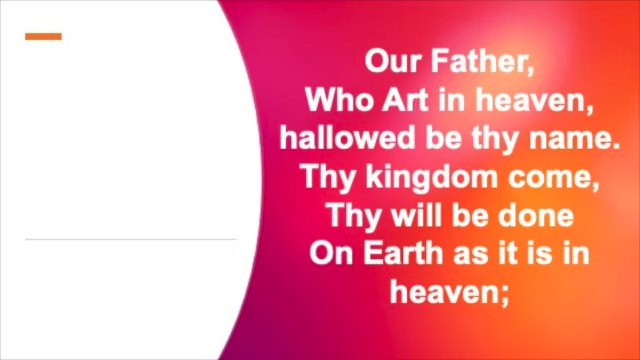 Our Father,
Who Art in heaven,
hallowed be thy name.
Thy kingdom come,
Thy will be done
On Earth as it is in
heaven;